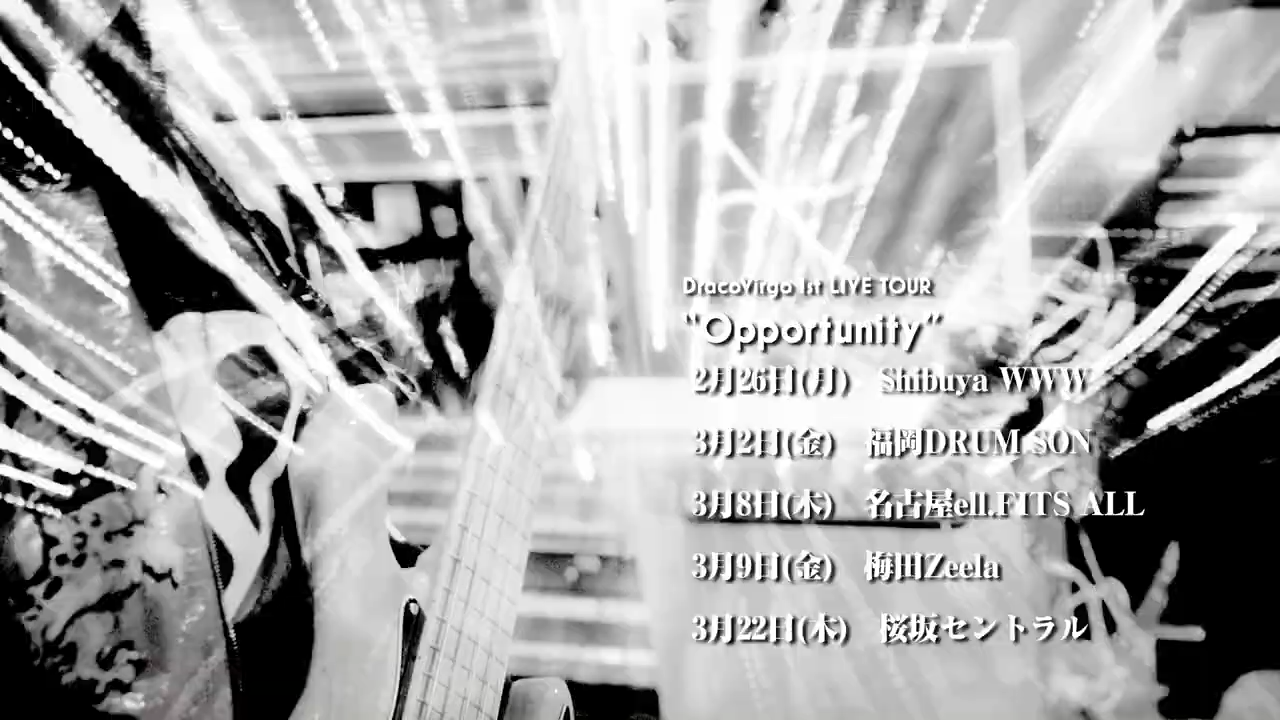 DracoVirgo 1st LIVE TOUR
"Opportunity"
2月26日(月) Shibuya WWW
3月2日(金) 福岡DRUM SON
3月8日(木) 名古屋ell.FITS ALL
3月9日(金) 梅田Zeela
3月22日(木) 桜坂セントラル